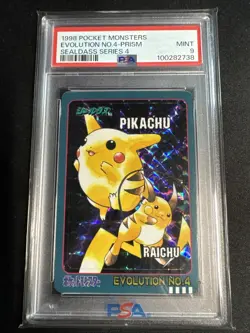 1998 POCKET MONSTERS
EVOLUTION NO.4-PRISM
SEALDASS SERIES 4
MINT
9
PSA
100282739
PIKACHU
RAICHU
EVOLUTION NO.4
PSA